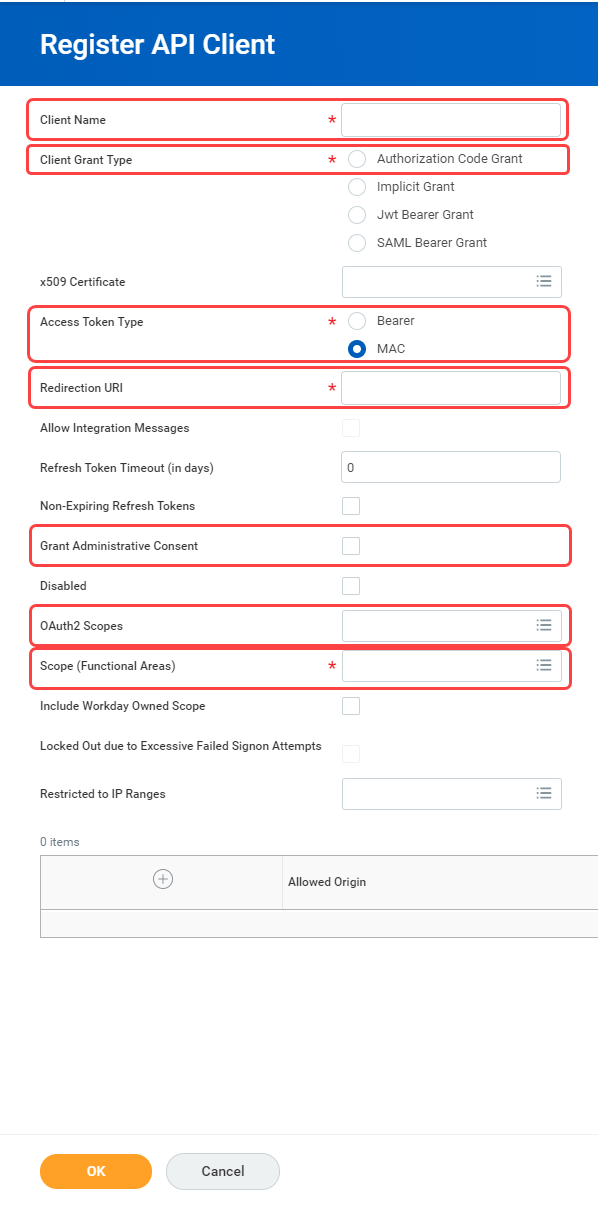 Register API Client
Client Name *
Client Grant Type * Authorization Code Grant
Implicit Grant
Jwt Bearer Grant
SAML Bearer Grant
x509 Certificate
Access Token Type * Bearer
MAC
Redirection URI *
Allow Integration Messages
Refresh Token Timeout (in days) 0
Non-Expiring Refresh Tokens
Grant Administrative Consent
Disabled
OAuth2 Scopes
Scope (Functional Areas) *
Include Workday Owned Scope
Locked Out due to Excessive Failed Signon Attempts
Restricted to IP Ranges
0 items
Allowed Origin
OK Cancel